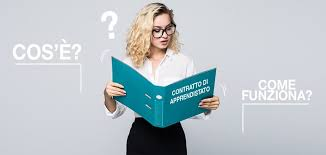 COS'È?
?
CONTRATTO DI
APPRENDISTATO
COME
FUNZIONA?